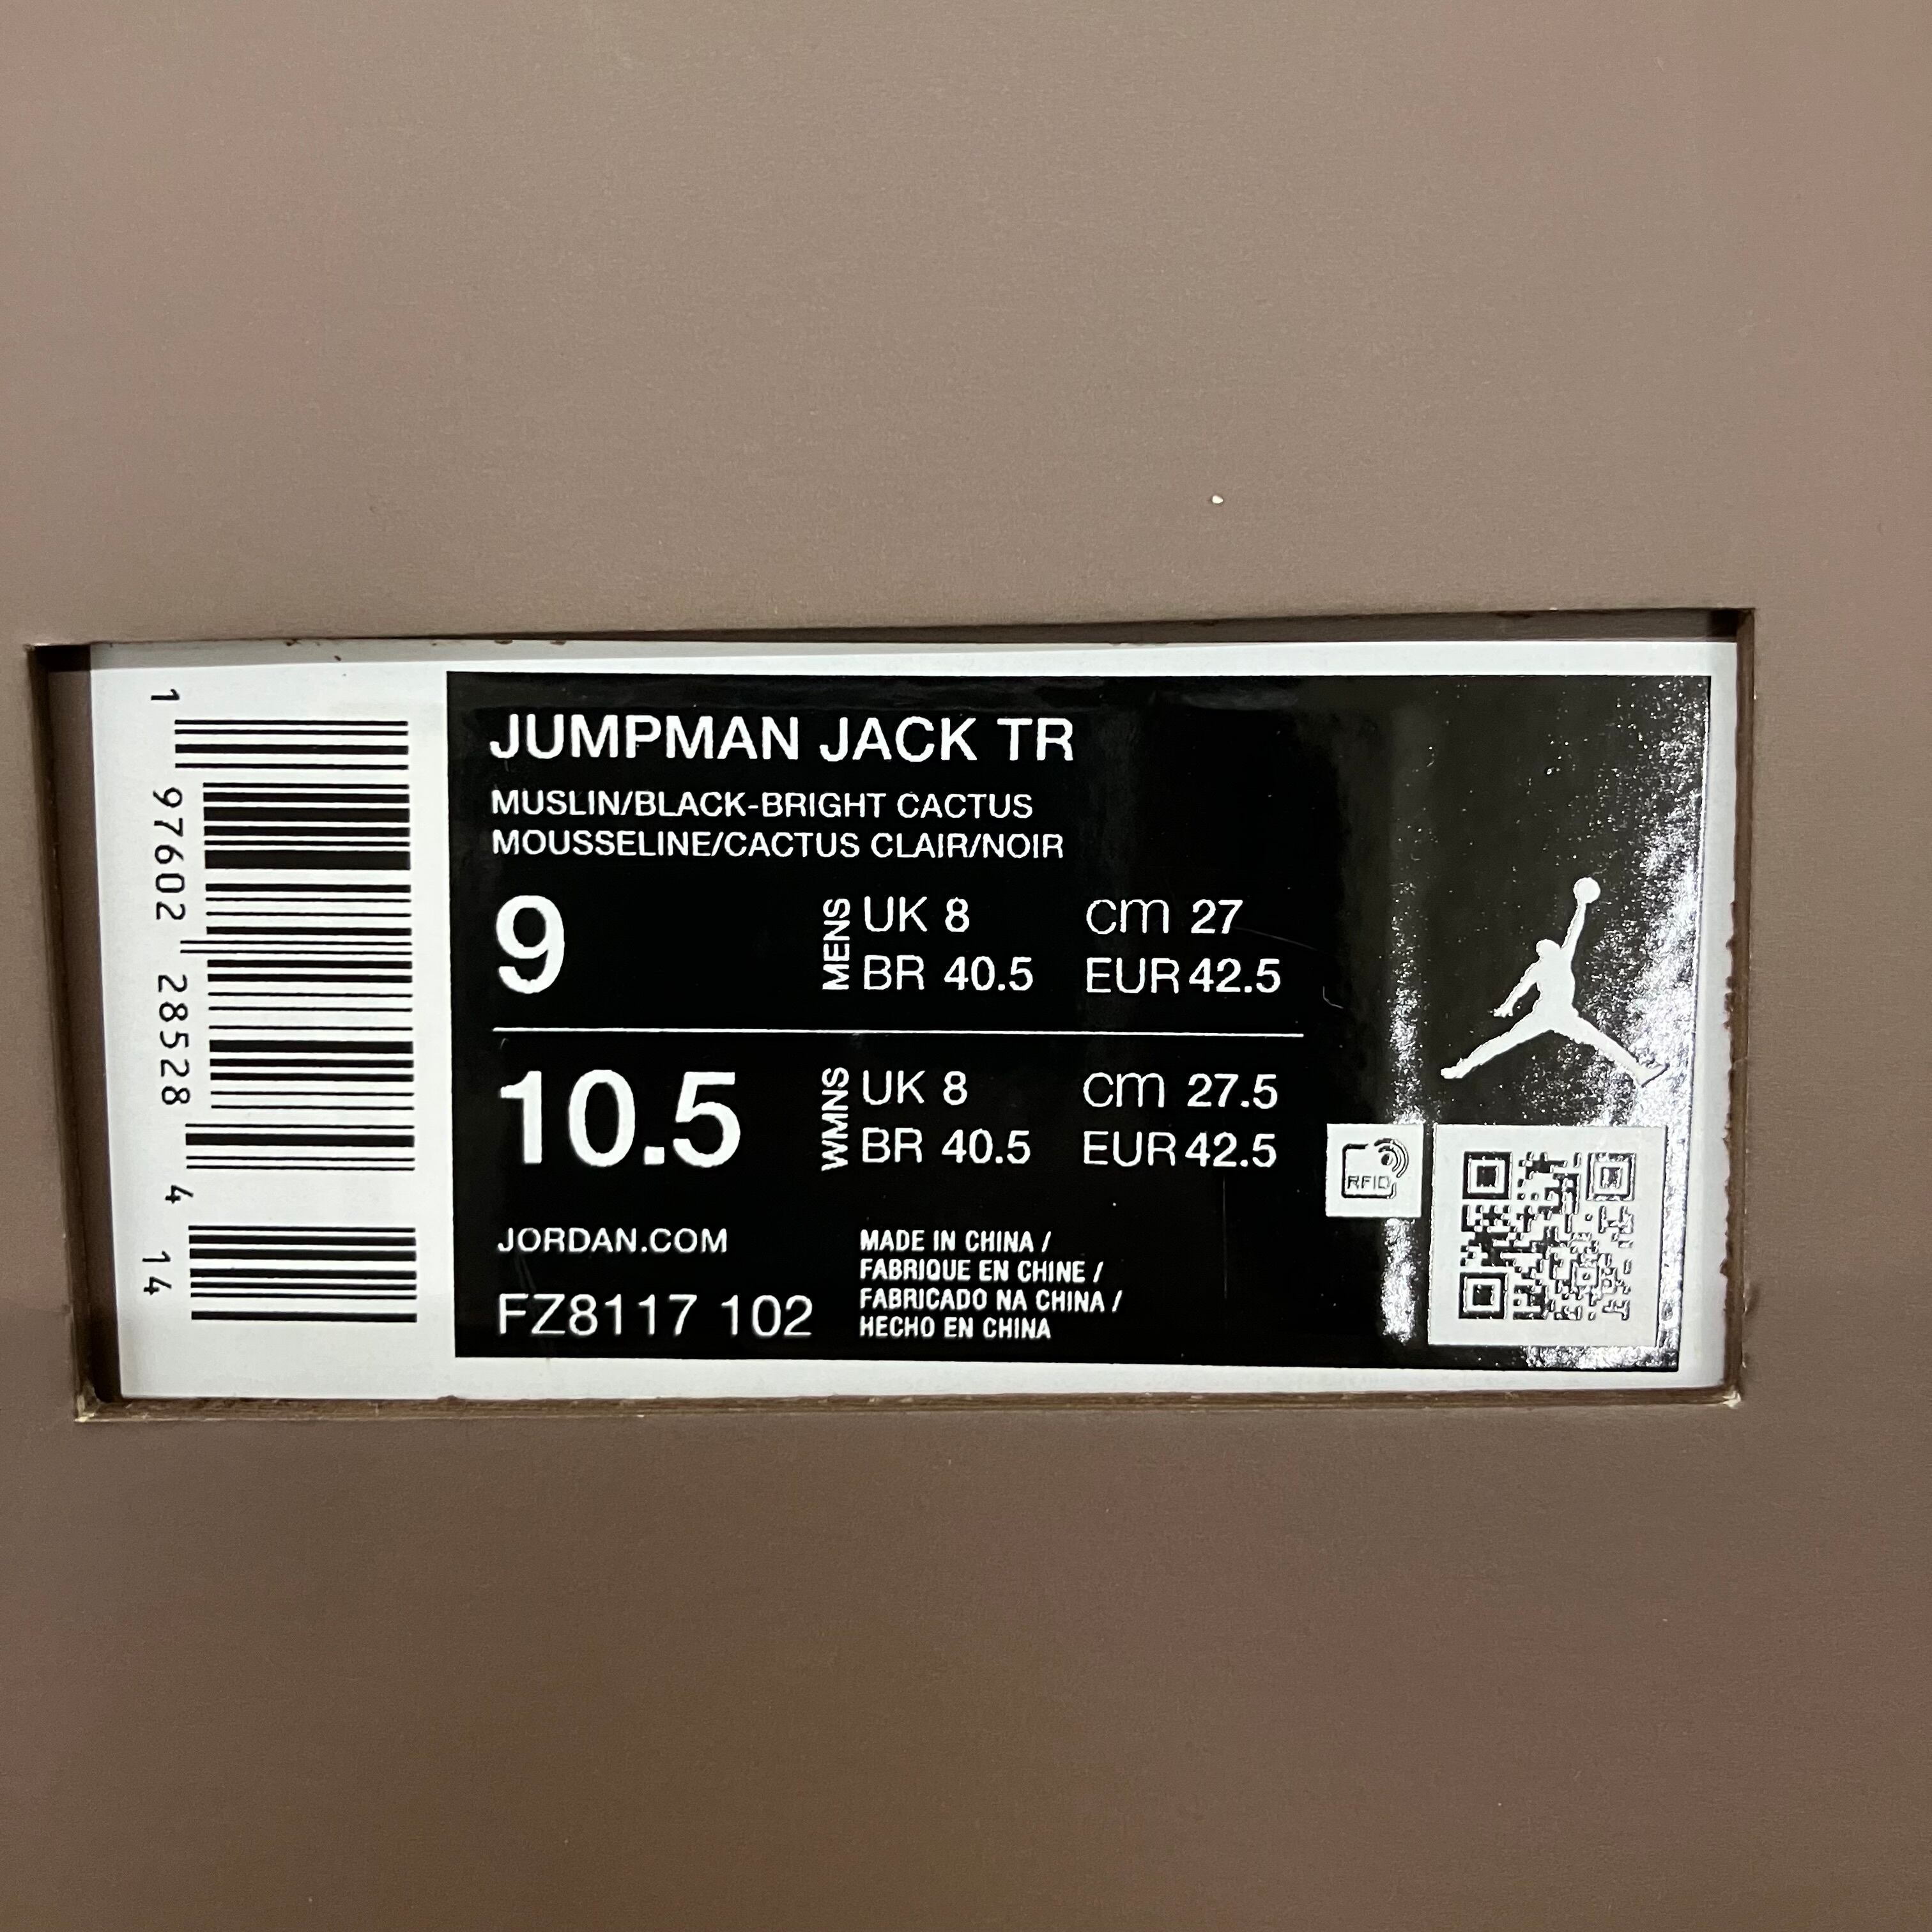 JUMPMAN JACK TR
MUSLIN/BLACK-BRIGHT CACTUS
MOUSSELINE/CACTUS CLAIR/NOIR
9
MENS
UK 8 cm 27
BR 40.5 EUR 42.5
10.5
WMNS
UK 8 cm 27.5
BR 40.5 EUR 42.5
JORDAN.COM
FZ8117 102
MADE IN CHINA /
FABRIQUE EN CHINE /
FABRICADO NA CHINA /
HECHO EN CHINA
RFID
1 97602 28528 4 14